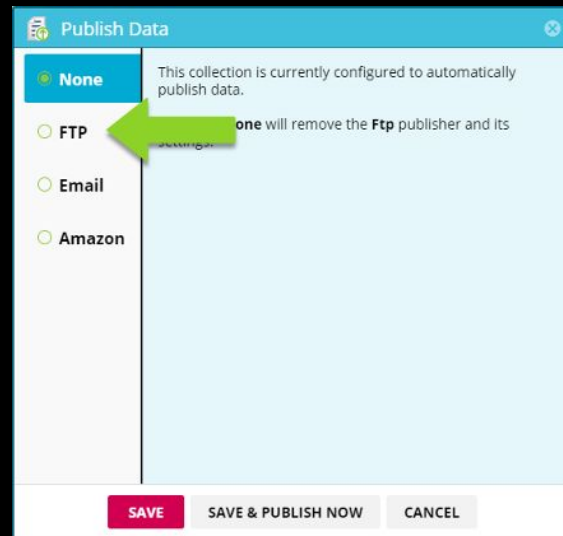 Publish Data
None
FTP
Email
Amazon
This collection is currently configured to automatically
publish data.
one will remove the Ftp publisher and its
settings.
SAVE
SAVE & PUBLISH NOW
CANCEL